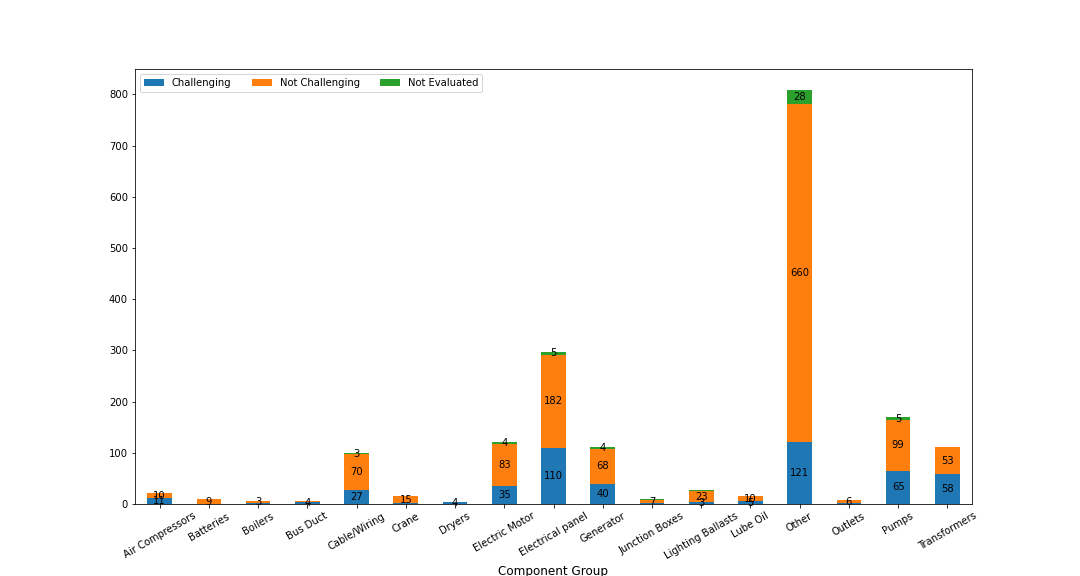 Challenging Not Challenging Not Evaluated
800
700
600
500
400
300
200
100
0
28
660
121
5
182
110
4
83
35
4
68
40
3
70
27
5
99
65
53
58
10
11
9
3
4
15
4
7
23
3
10
6
Air Compressors
Batteries
Boilers
Bus Duct
Cable/Wiring
Crane
Dryers
Electric Motor
Electrical panel
Generator
Junction Boxes
Lighting Ballasts
Lube Oil
Other
Outlets
Pumps
Transformers
Component Group